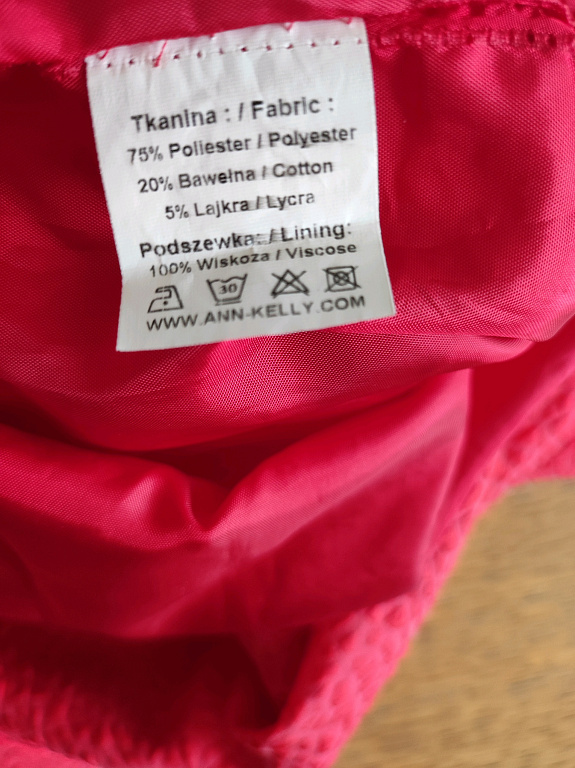 Tkanina : / Fabric :
75% Poliester / Polyester
20% Bawełna / Cotton
5% Lajkra / Lycra
Podszewka: / Lining:
100% Wiskoza / Viscose
30
WWW.ANN-KELLY.COM